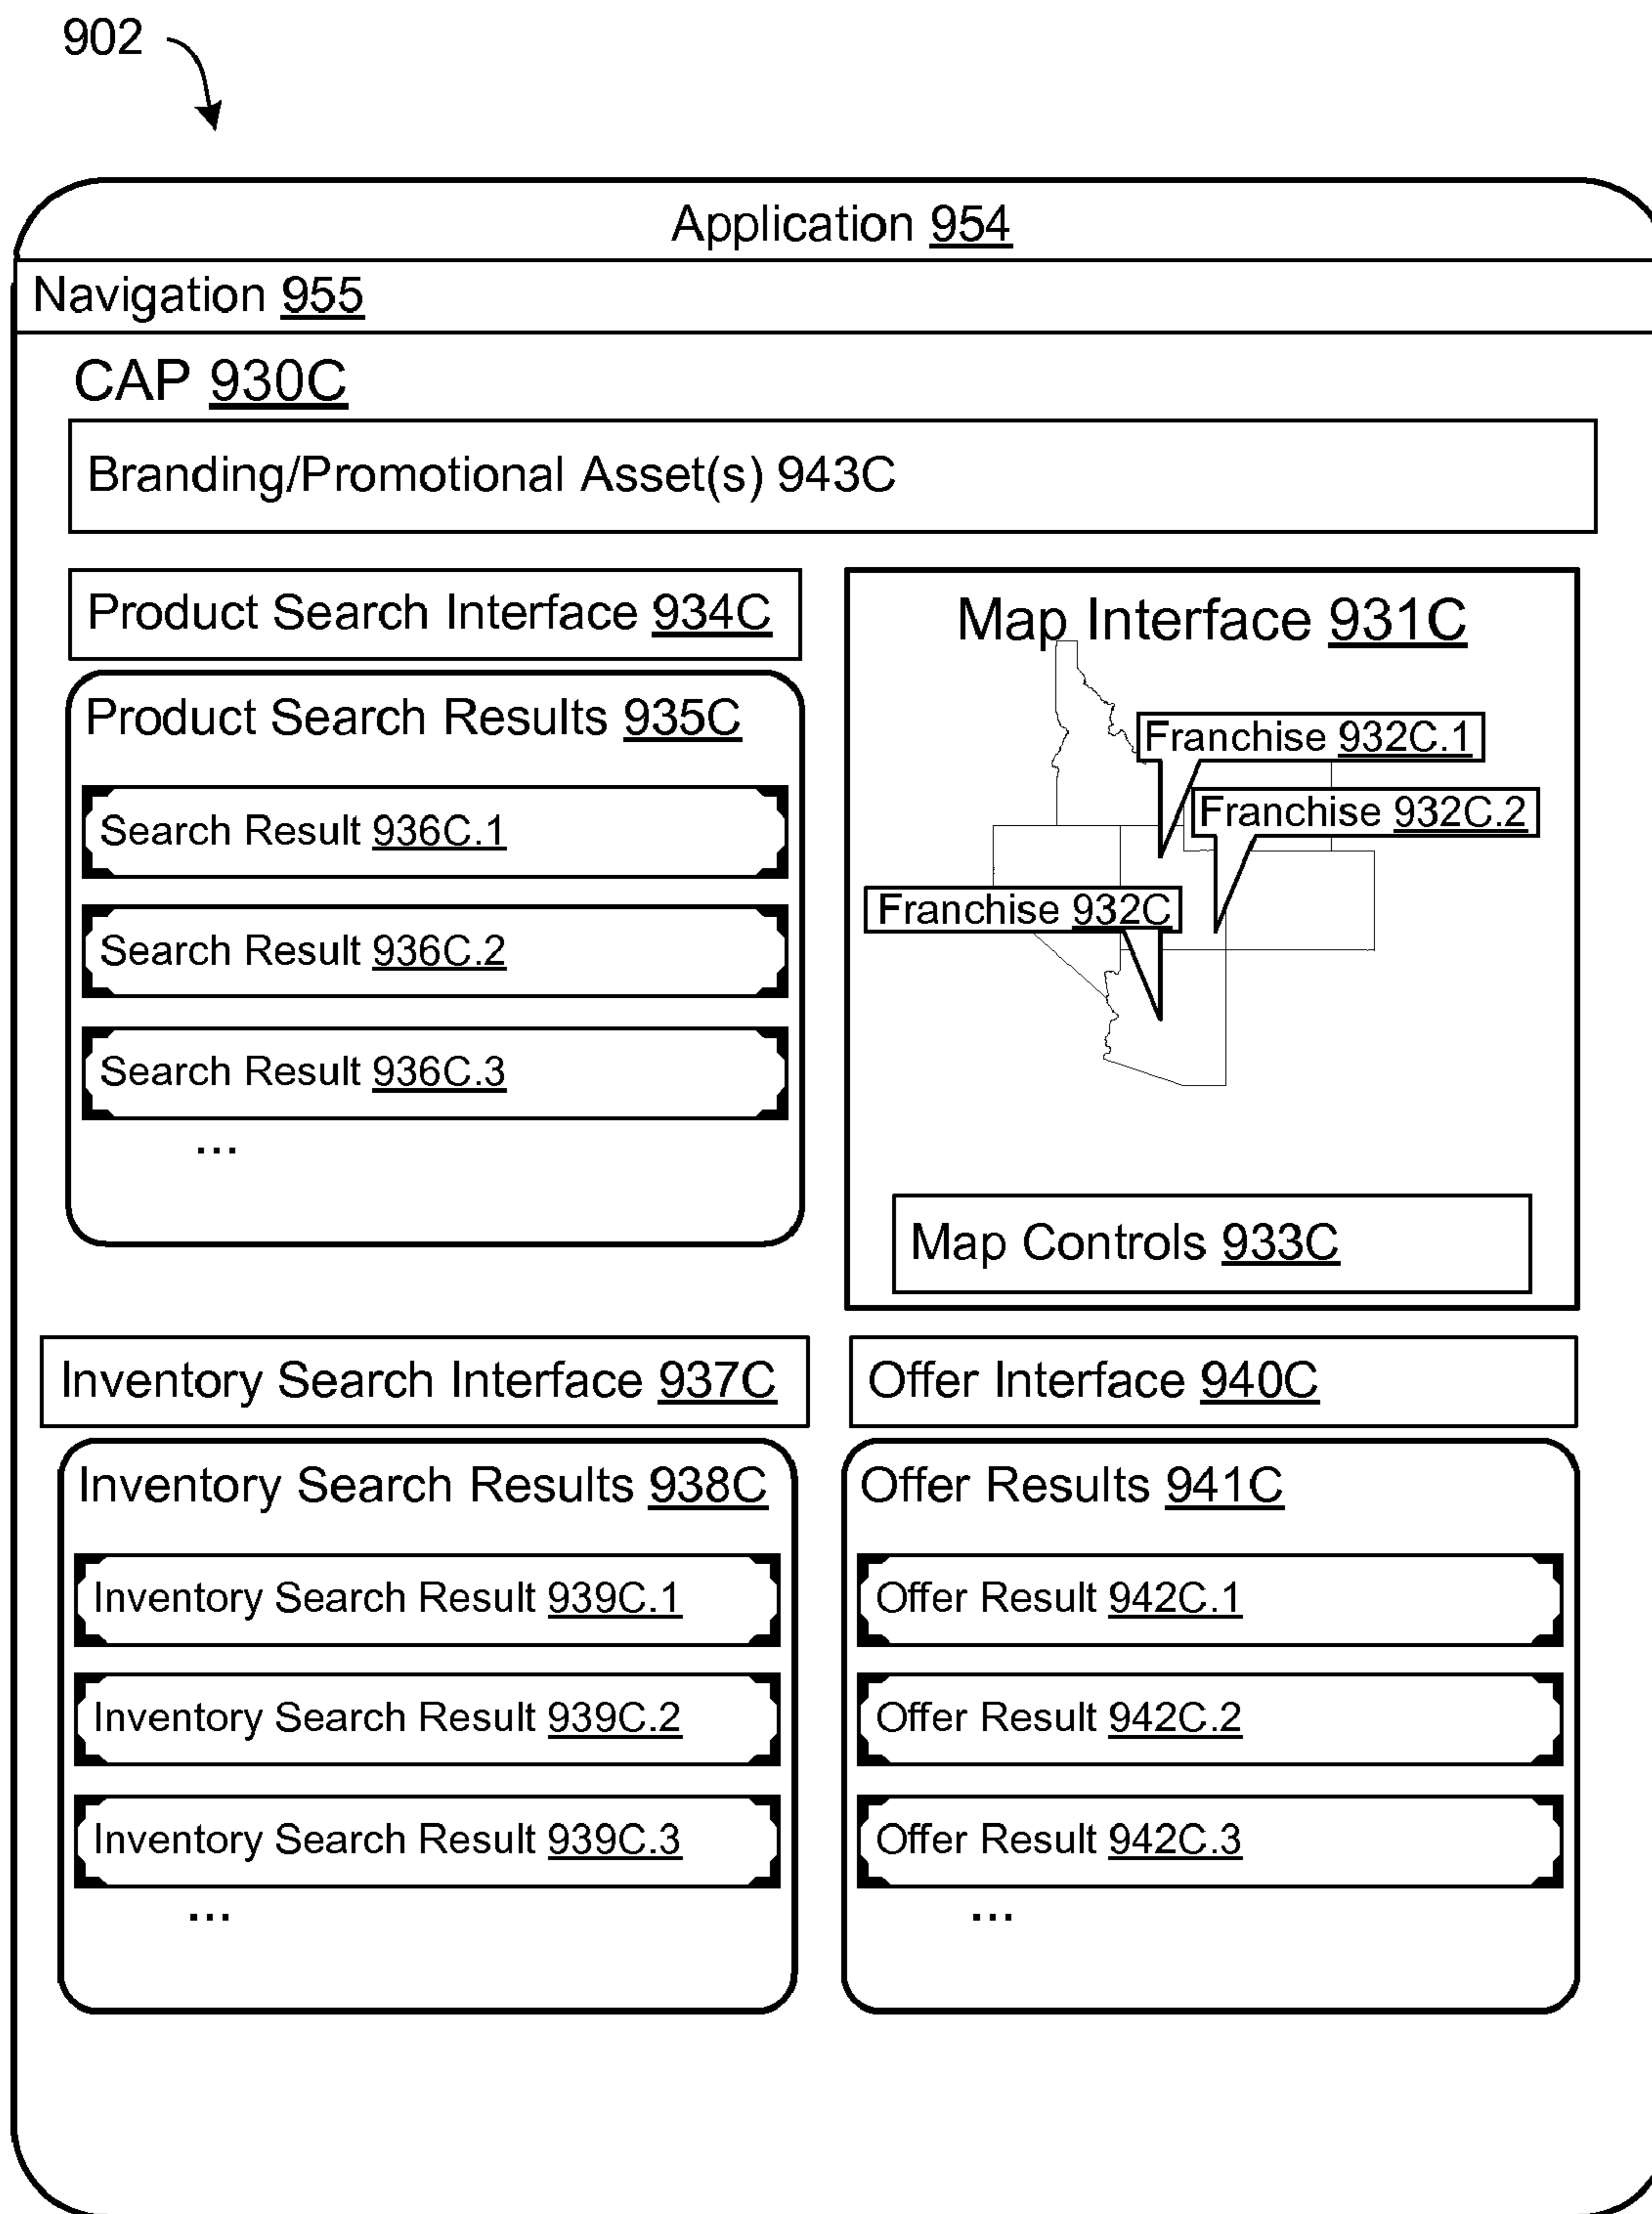 902
Application 954
Navigation 955
CAP 930C
Branding/Promotional Asset(s) 943C
Product Search Interface 934C
Product Search Results 935C
Search Result 936C.1
Search Result 936C.2
Search Result 936C.3
...
Map Interface 931C
Franchise 932C.1
Franchise 932C.2
Franchise 932C
Map Controls 933C
Inventory Search Interface 937C
Inventory Search Results 938C
Inventory Search Result 939C.1
Inventory Search Result 939C.2
Inventory Search Result 939C.3
...
Offer Interface 940C
Offer Results 941C
Offer Result 942C.1
Offer Result 942C.2
Offer Result 942C.3
...